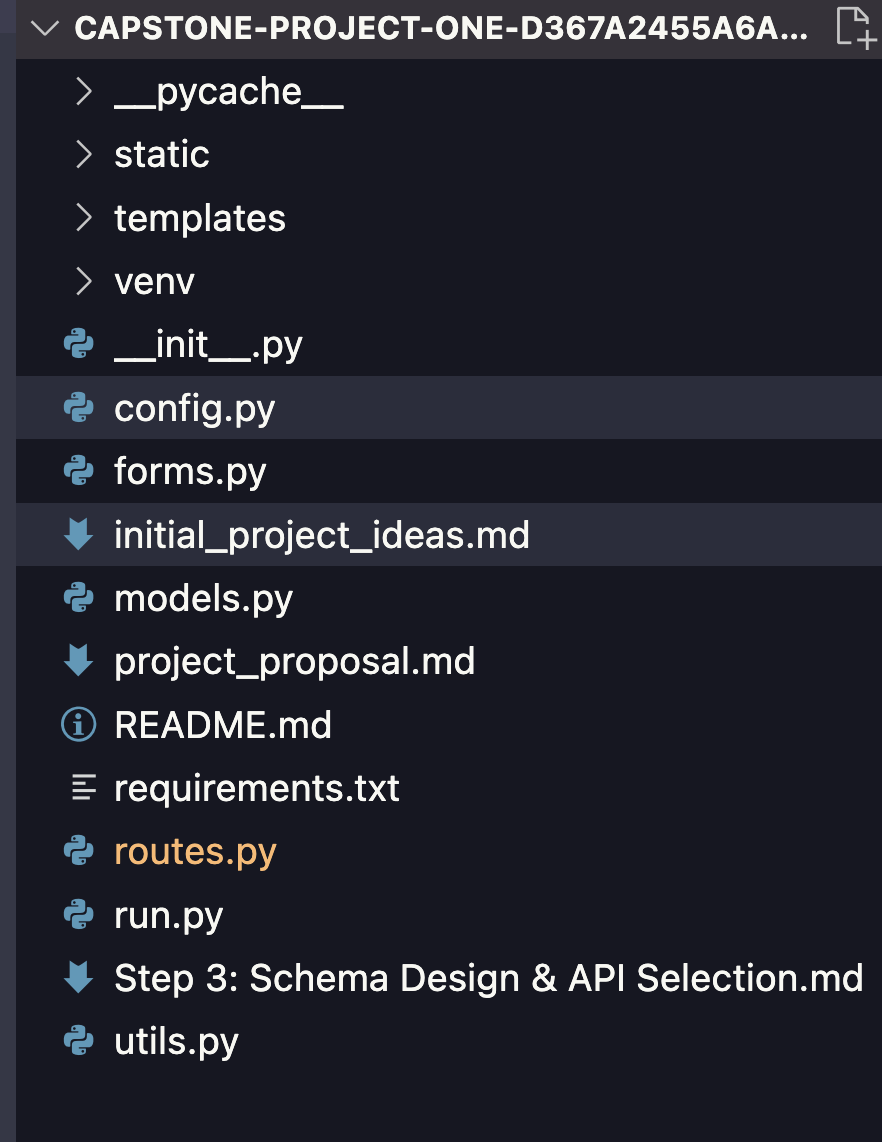 CAPSTONE-PROJECT-ONE-D367A2455A6A...
__pycache__
static
templates
venv
__init__.py
config.py
forms.py
initial_project_ideas.md
models.py
project_proposal.md
README.md
requirements.txt
routes.py
run.py
Step 3: Schema Design & API Selection.md
utils.py